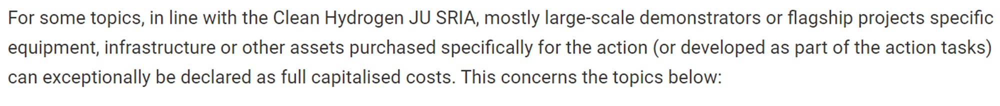 For some topics, in line with the Clean Hydrogen JU SRIA, mostly large-scale demonstrators or flagship projects specific
equipment, infrastructure or other assets purchased specifically for the action (or developed as part of the action tasks)
can exceptionally be declared as full capitalised costs. This concerns the topics below: